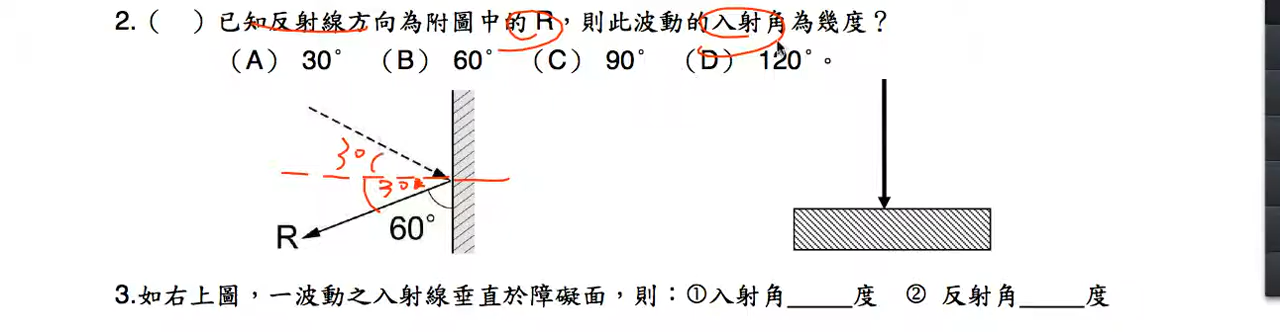 2.（ ）已知反射線方向為附圖中的 R，則此波動的入射角為幾度？
（A） 30° （B） 60° （C） 90° （D） 120°。
30°
30°
60°
R
3.如右上圖，一波動之入射線垂直於障礙面，則：①入射角_____度 ② 反射角_____度